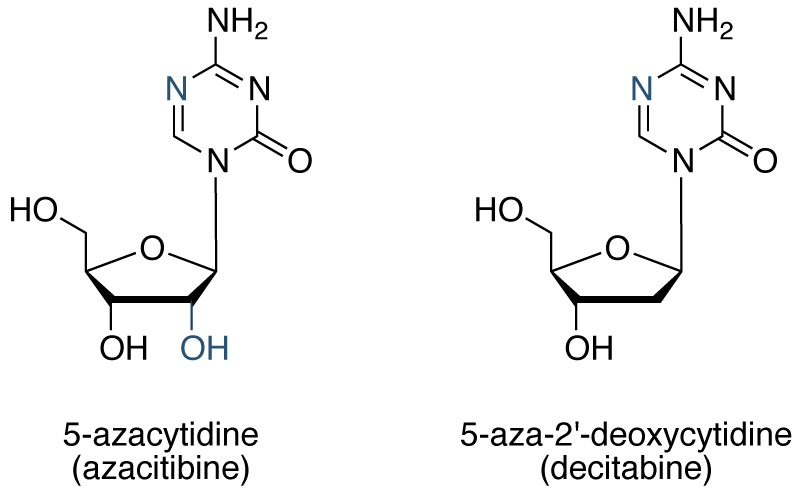 NH2 NH2
N N N N
N O N O
HO O HO O
OH OH OH
5-azacytidine 5-aza-2'-deoxycytidine
(azacitibine) (decitabine)